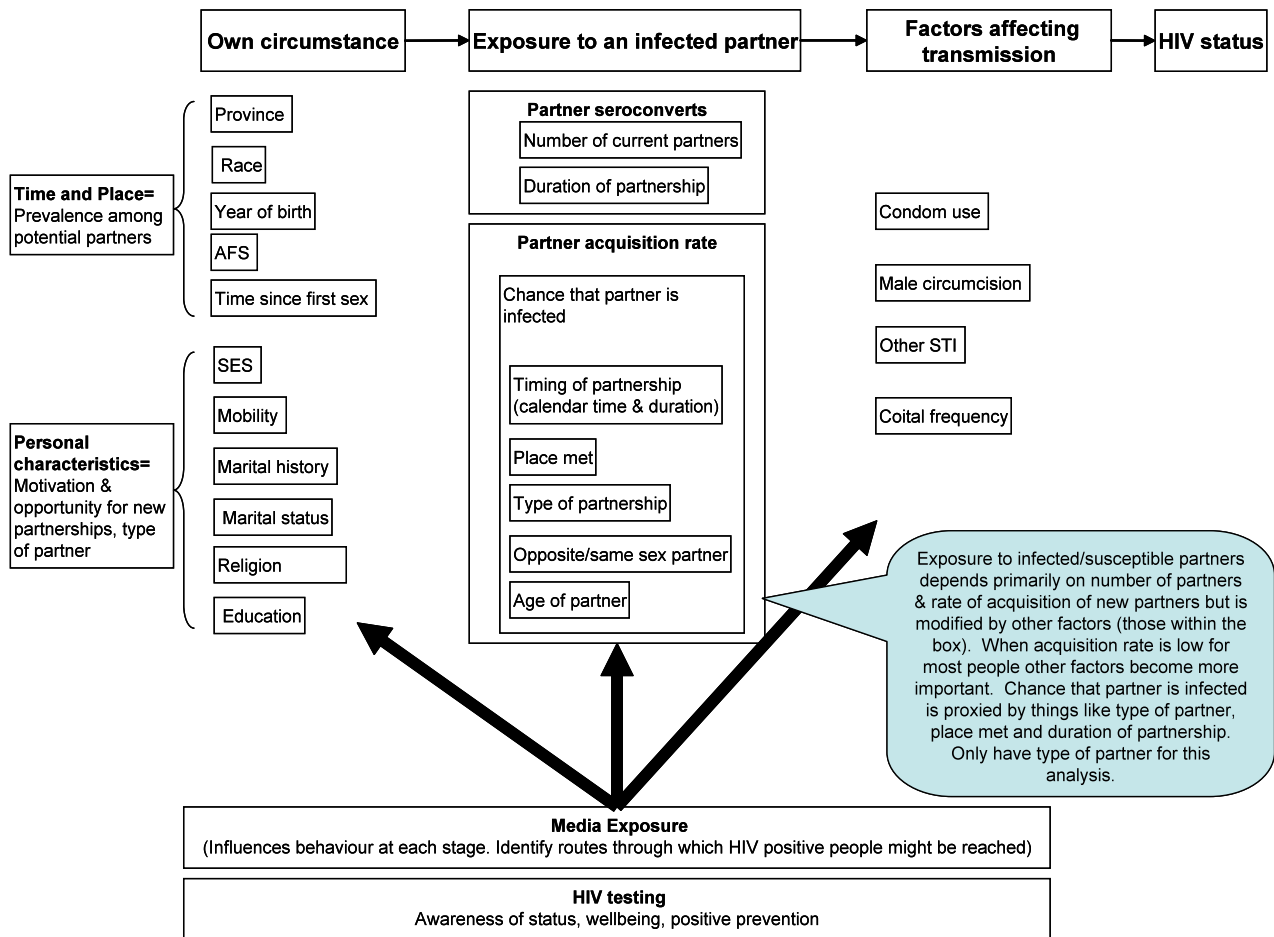 Own circumstance
Exposure to an infected partner
Factors affecting
transmission
HIV status
Time and Place=
Prevalence among
potential partners
Province
Race
Year of birth
AFS
Time since first sex
Personal
characteristics=
Motivation &
opportunity for new
partnerships, type
of partner
SES
Mobility
Marital history
Marital status
Religion
Education
Partner seroconverts
Number of current partners
Duration of partnership
Partner acquisition rate
Chance that partner is
infected
Timing of partnership
(calendar time & duration)
Place met
Type of partnership
Opposite/same sex partner
Age of partner
Condom use
Male circumcision
Other STI
Coital frequency
Exposure to infected/susceptible partners
depends primarily on number of partners
& rate of acquisition of new partners but is
modified by other factors (those within the
box).  When acquisition rate is low for
most people other factors become more
important.  Chance that partner is infected
is proxied by things like type of partner,
place met and duration of partnership.
Only have type of partner for this
analysis.
Media Exposure
(Influences behaviour at each stage. Identify routes through which HIV positive people might be reached)
HIV testing
Awareness of status, wellbeing, positive prevention